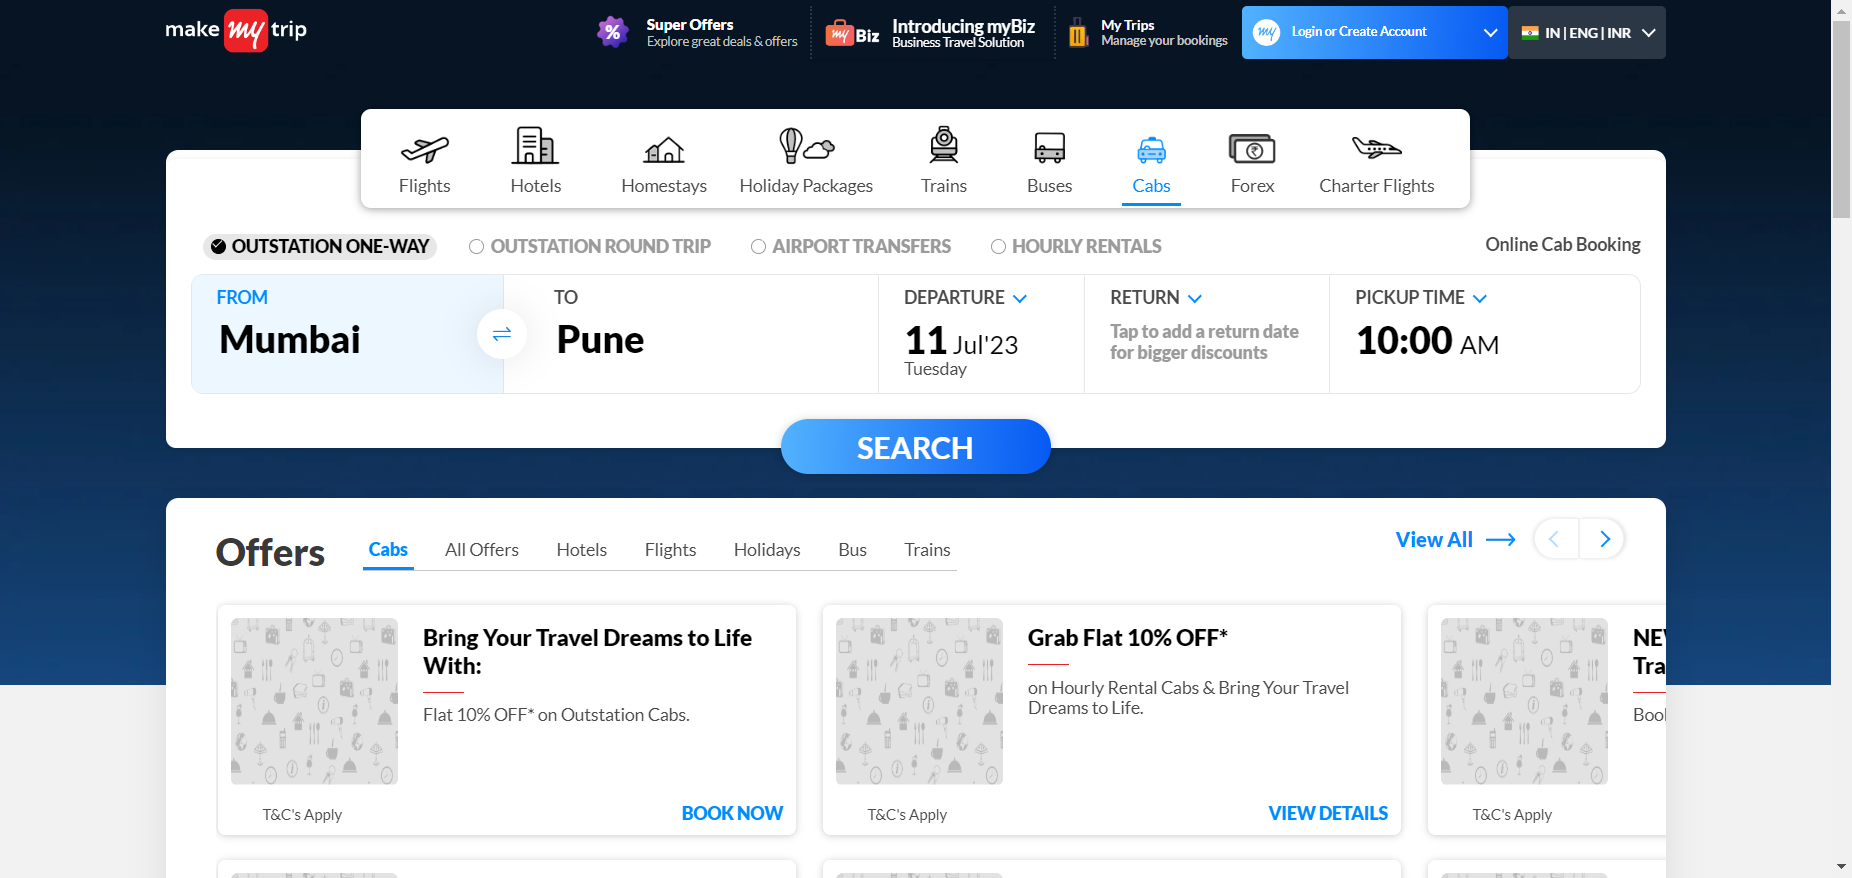 make my trip
Super Offers
Explore great deals & offers
my Biz
Introducing myBiz
Business Travel Solution
My Trips
Manage your bookings
my Login or Create Account
IN | ENG | INR
Flights
Hotels
Homestays
Holiday Packages
Trains
Buses
Cabs
Forex
Charter Flights
OUTSTATION ONE-WAY
OUTSTATION ROUND TRIP
AIRPORT TRANSFERS
HOURLY RENTALS
Online Cab Booking
FROM
Mumbai
TO
Pune
DEPARTURE
11 Jul'23
Tuesday
RETURN
Tap to add a return date
for bigger discounts
PICKUP TIME
10:00 AM
SEARCH
Offers
Cabs
All Offers
Hotels
Flights
Holidays
Bus
Trains
View All
Bring Your Travel Dreams to Life
With:
Flat 10% OFF* on Outstation Cabs.
T&C's Apply
BOOK NOW
Grab Flat 10% OFF*
on Hourly Rental Cabs & Bring Your Travel
Dreams to Life.
T&C's Apply
VIEW DETAILS
Tra
T&C's Apply